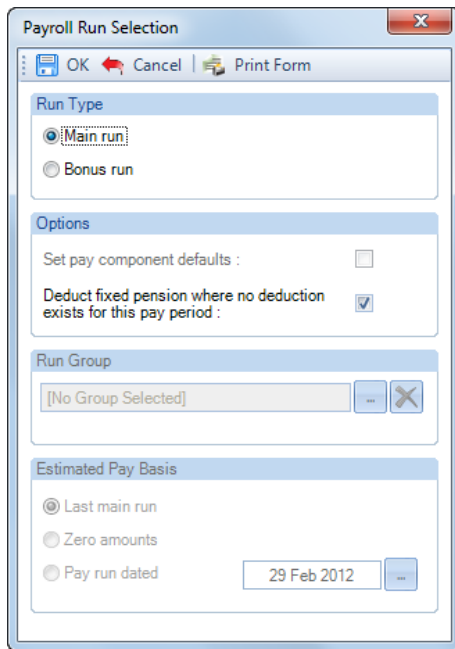 Payroll Run Selection
OK Cancel Print Form
Run Type
Main run
Bonus run
Options
Set pay component defaults :
Deduct fixed pension where no deduction
exists for this pay period :
Run Group
[No Group Selected] ...
Estimated Pay Basis
Last main run
Zero amounts
Pay run dated 29 Feb 2012 ...